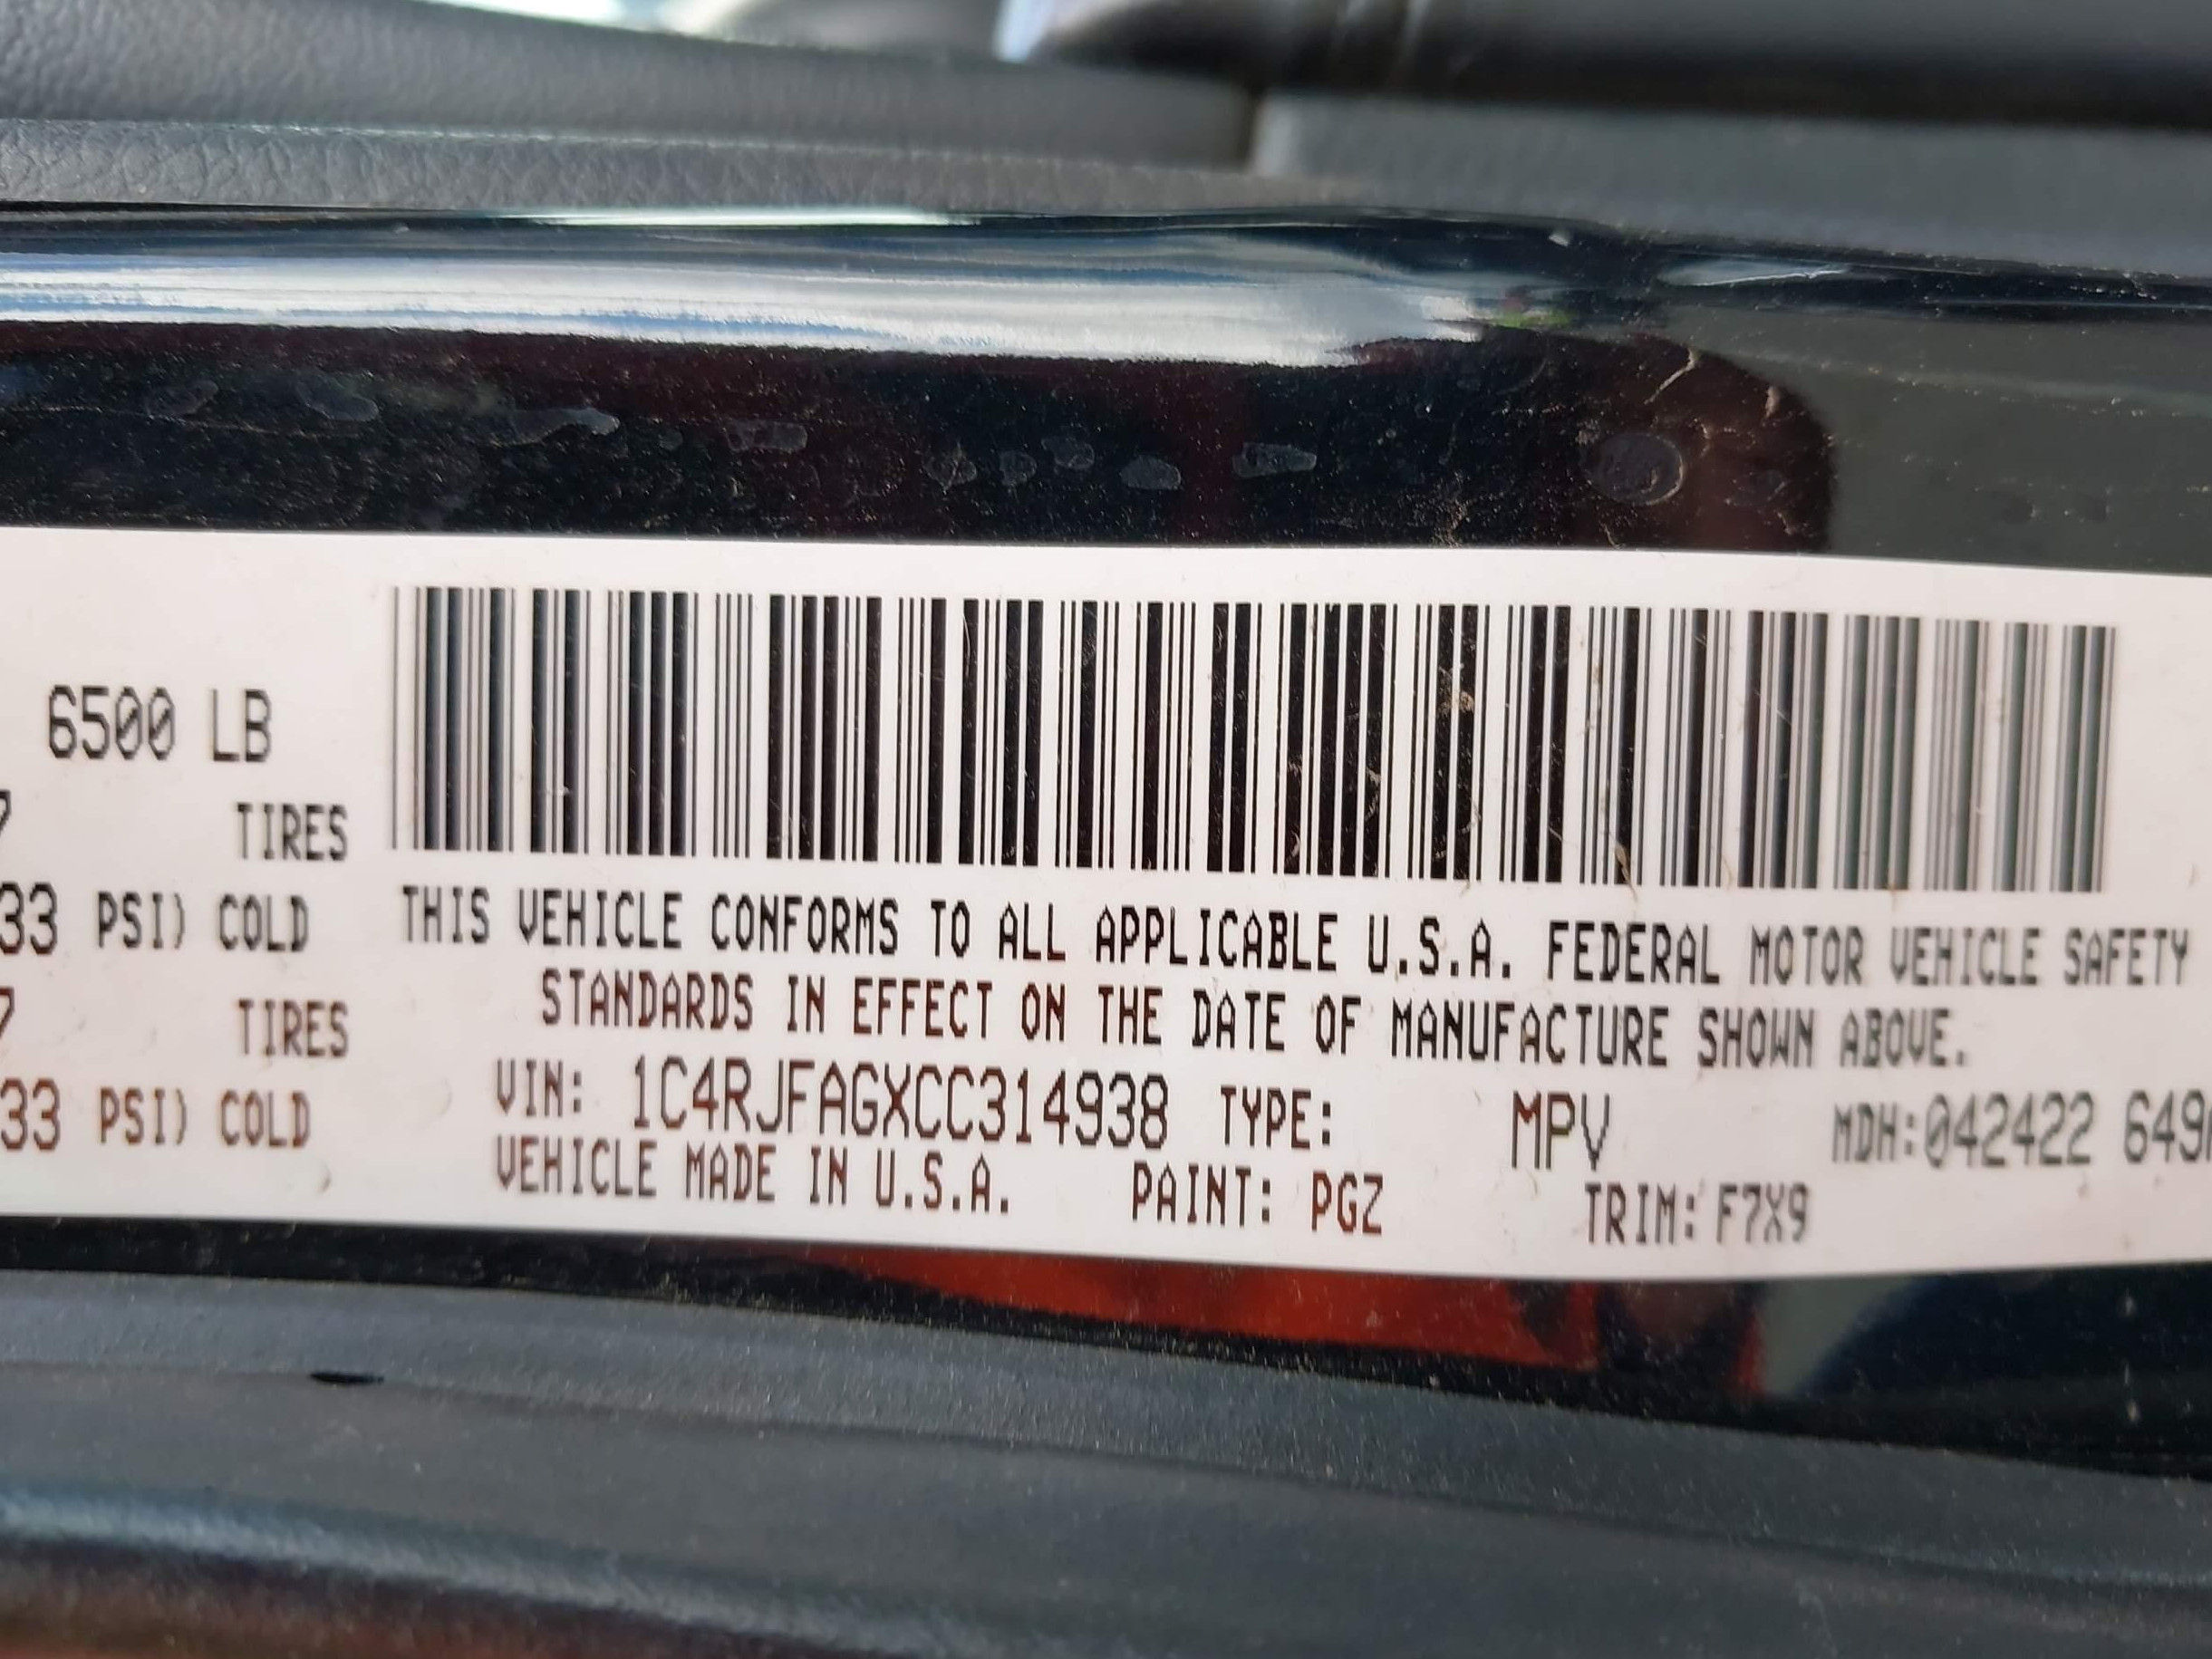 6500 LB
TIRES
33 PSI) COLD
THIS VEHICLE CONFORMS TO ALL APPLICABLE U.S.A. FEDERAL MOTOR VEHICLE SAFETY
7 TIRES
STANDARDS IN EFFECT ON THE DATE OF MANUFACTURE SHOWN ABOVE.
33 PSI) COLD
VIN: 1C4RJFAGXCC314938 TYPE: MPV MDH:042422 649
VEHICLE MADE IN U.S.A. PAINT: PGZ TRIM: F7X9